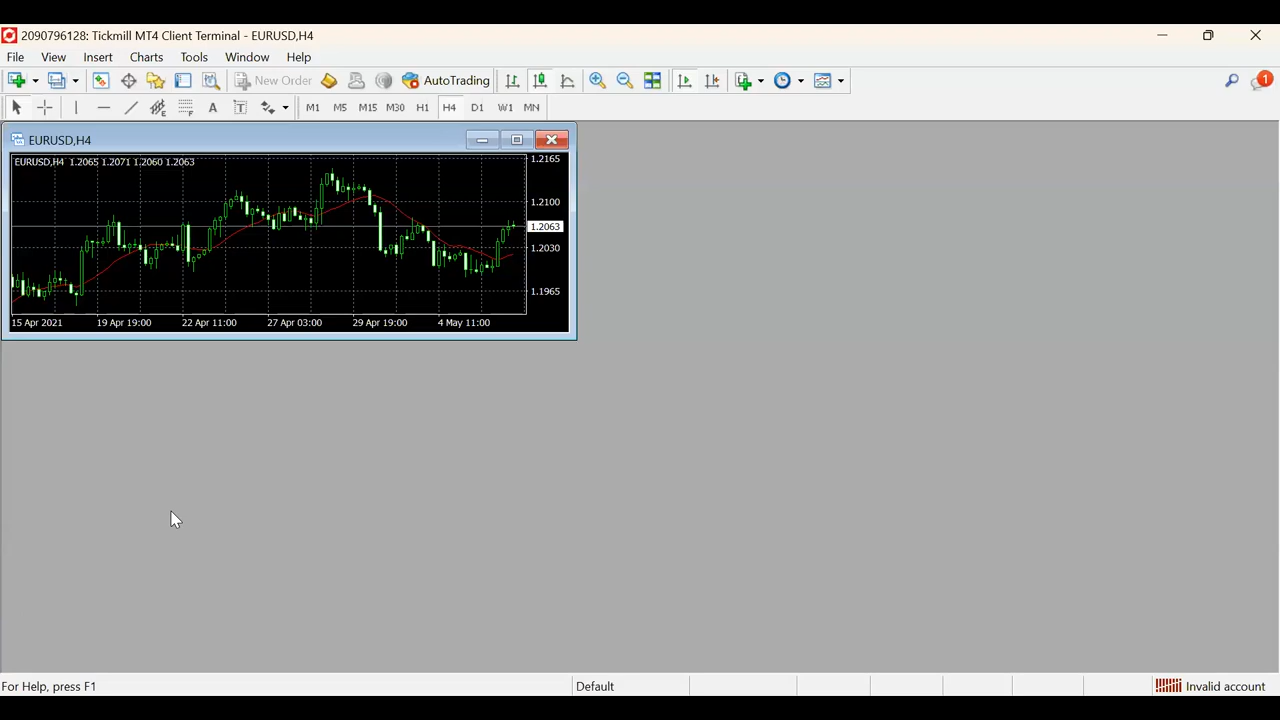 2090796128: Tickmill MT4 Client Terminal - EURUSD,H4
File View Insert Charts Tools Window Help
New Order AutoTrading 1
A T M1 M5 M15 M30 H1 H4 D1 W1 MN
EURUSD,H4
EURUSD,H4 1.2065 1.2071 1.2060 1.2063
1.2165
1.2100
1.2063
1.2030
1.1965
15 Apr 2021 19 Apr 19:00 22 Apr 11:00 27 Apr 03:00 29 Apr 19:00 4 May 11:00
For Help, press F1 Default Invalid account